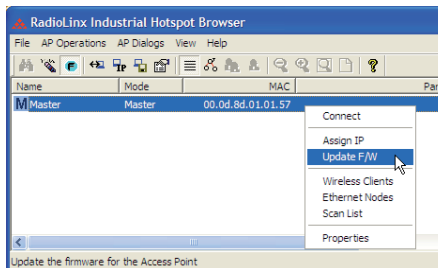 RadioLinx Industrial Hotspot Browser
File AP Operations AP Dialogs View Help
Name Mode MAC Par
M Master Master 00.0d.8d.01.01.57
Connect
Assign IP
Update F/W
Wireless Clients
Ethernet Nodes
Scan List
Properties
Update the firmware for the Access Point